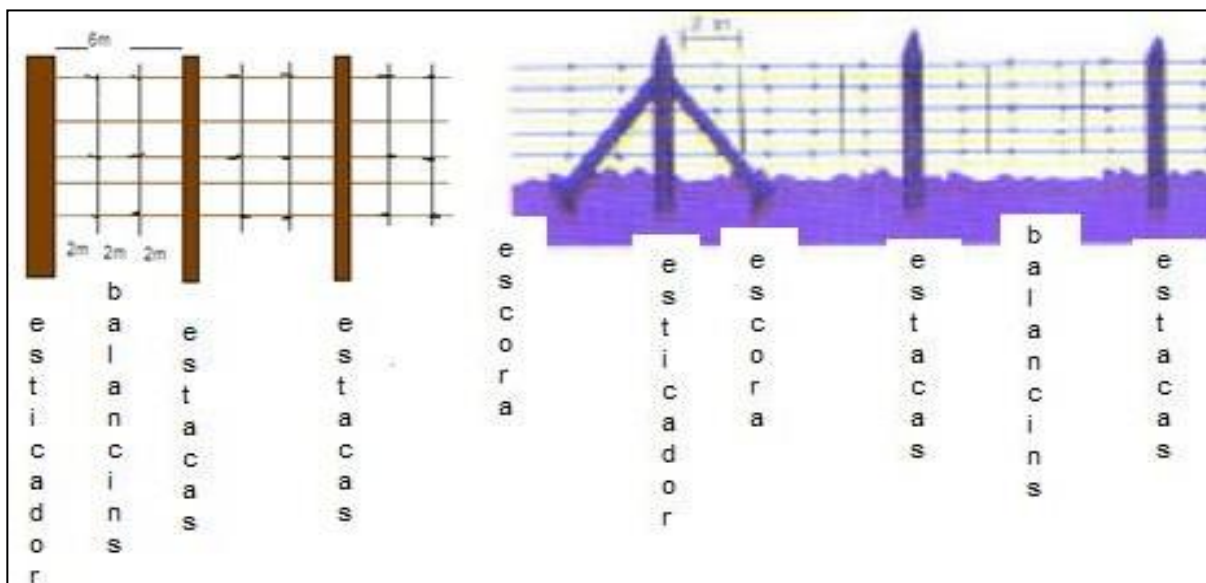 6m
2m 2m 2m
esticador
balancins
estacas
estacas
2 m
escora
esticador
escora
estacas
balancins
estacas